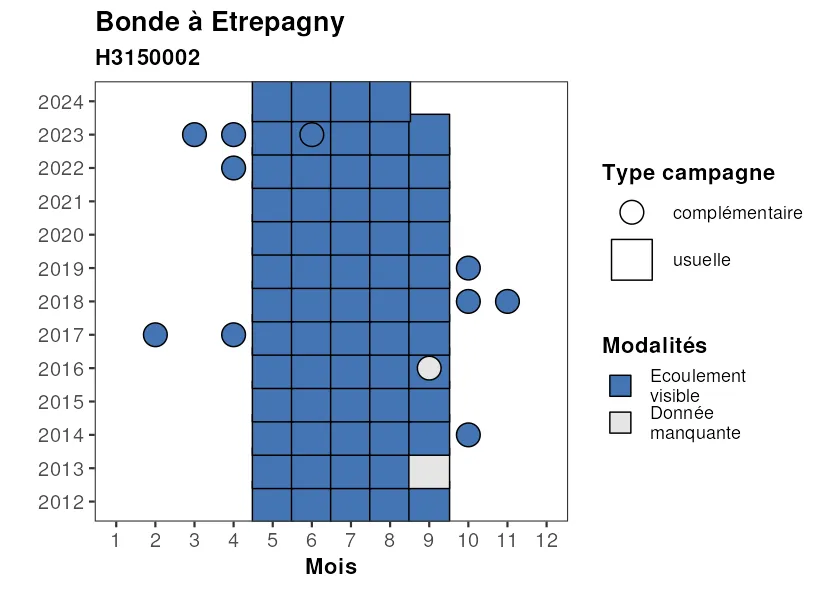 Bonde à Etrepagny
H3150002
2024
2023
2022
2021
2020
2019
2018
2017
2016
2015
2014
2013
2012
1 2 3 4 5 6 7 8 9 10 11 12
Mois
Type campagne
complémentaire
usuelle
Modalités
Ecoulement
visible
Donnée
manquante